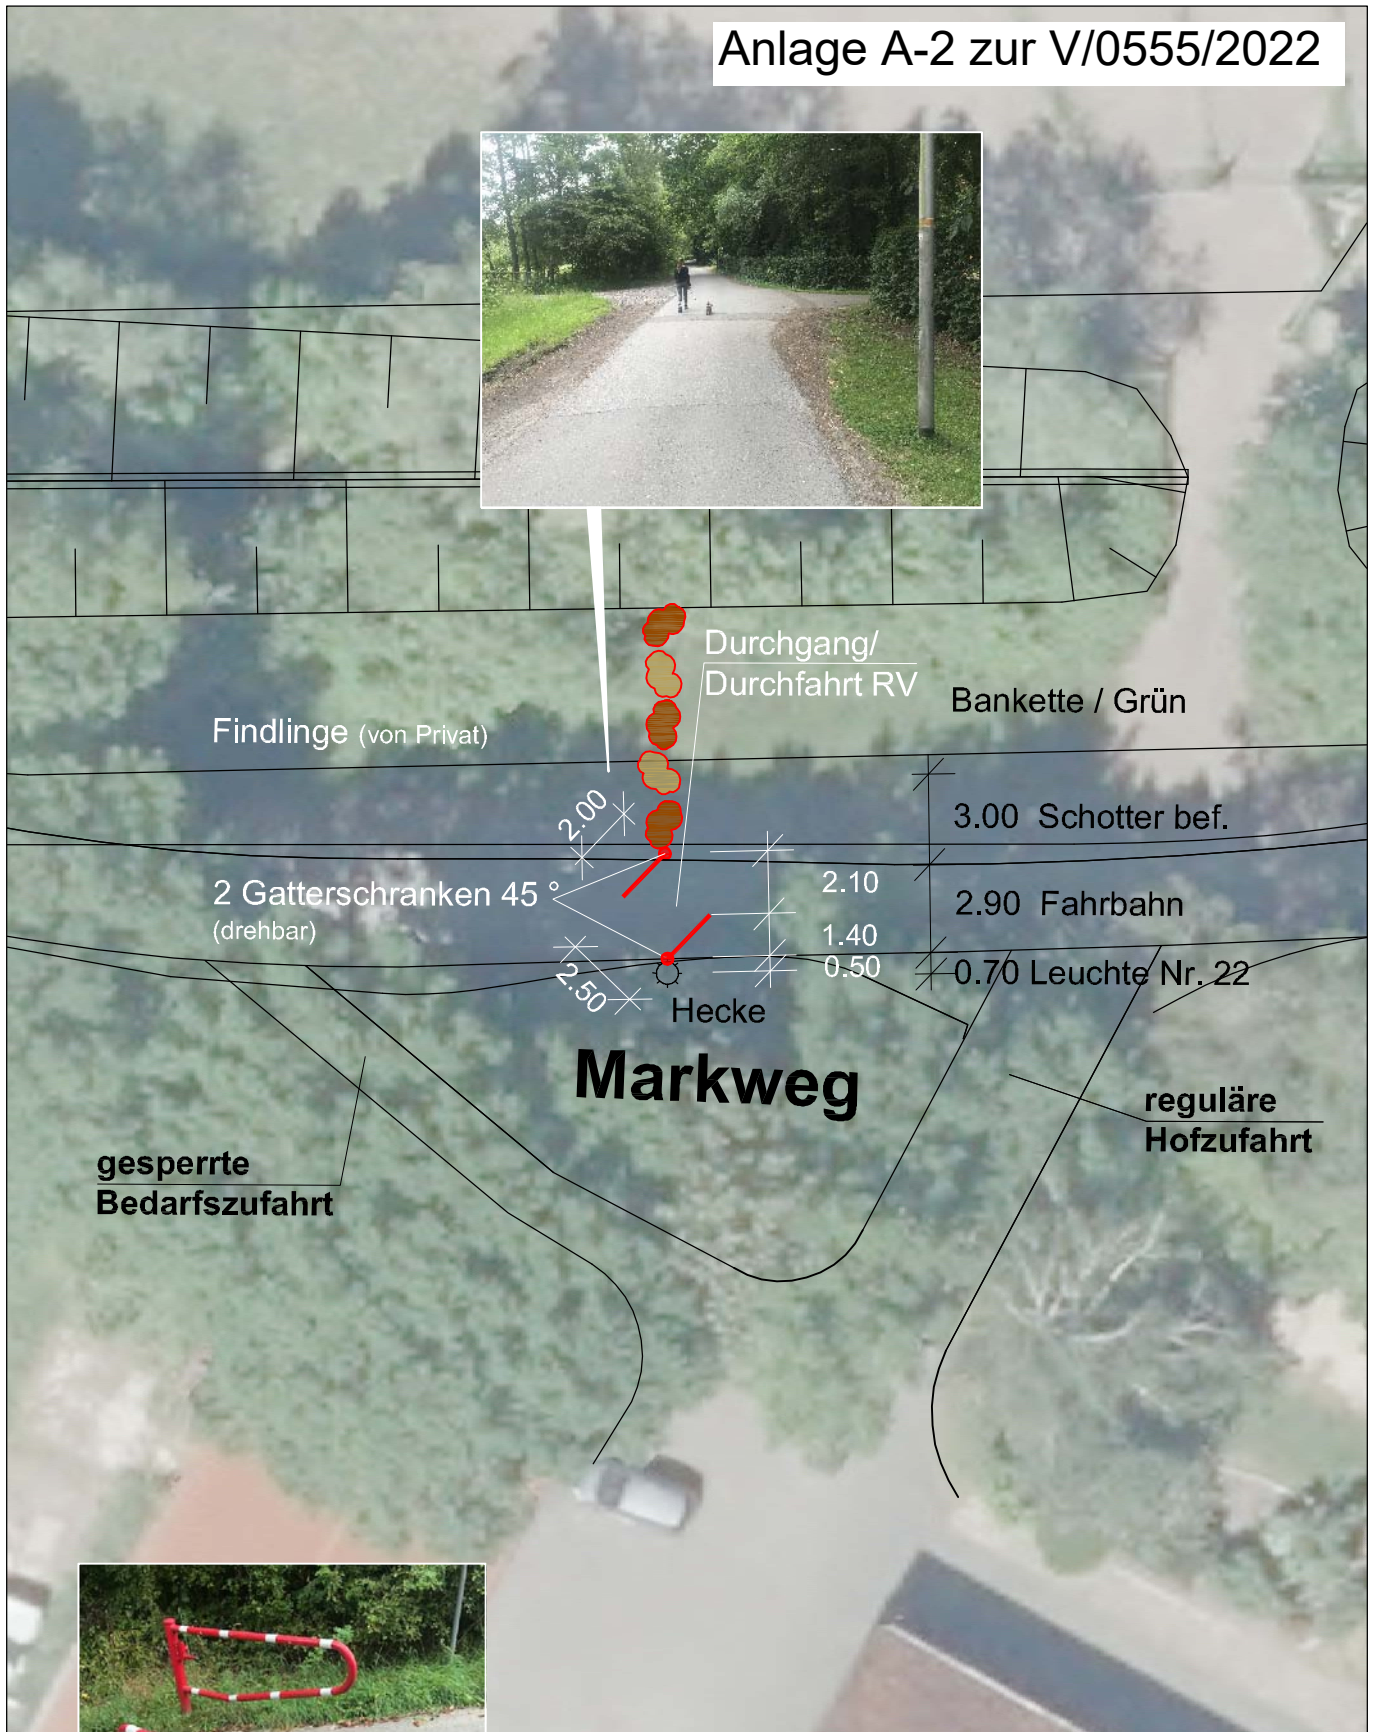 Anlage A-2 zur V/0555/2022
Durchgang/
Durchfahrt RV
Bankette / Grün
Findlinge (von Privat)
2.00
3.00 Schotter bef.
2 Gatterschranken 45 °
(drehbar)
2.10
2.90 Fahrbahn
1.40
0.50
0.70 Leuchte Nr. 22
2.50
Hecke
Markweg
reguläre
Hofzufahrt
gesperrte
Bedarfszufahrt